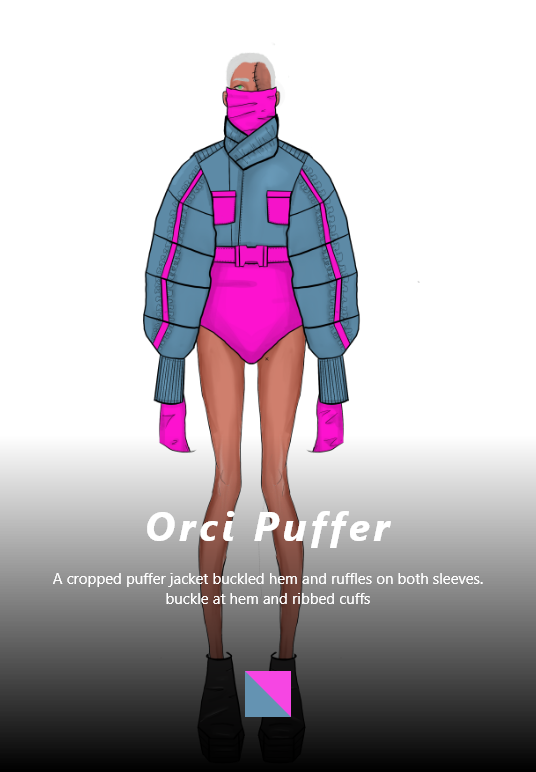 Orci Puffer
A cropped puffer jacket buckled hem and ruffles on both sleeves.
buckle at hem and ribbed cuffs